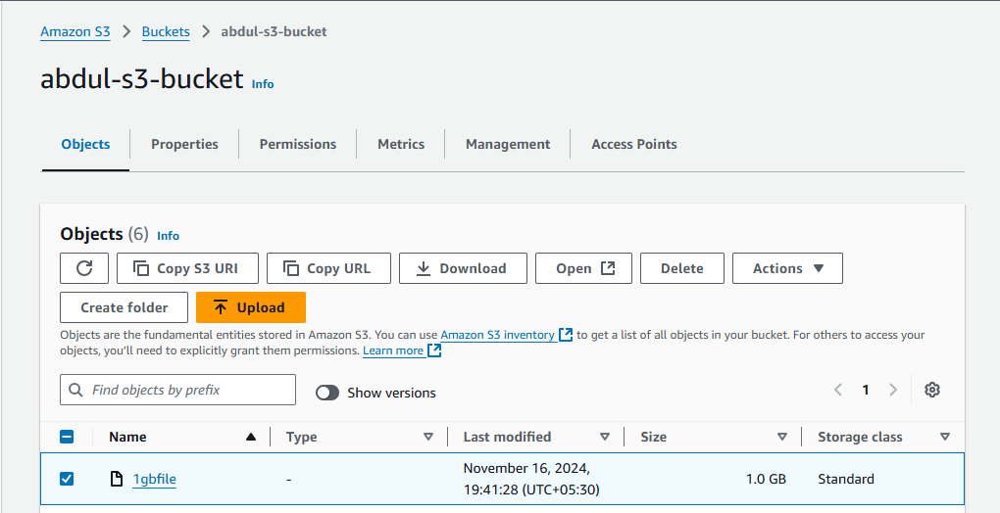 Amazon S3 > Buckets > abdul-s3-bucket
abdul-s3-bucket Info
Objects Properties Permissions Metrics Management Access Points
Objects (6) Info
Copy S3 URI Copy URL Download Open Delete Actions
Create folder Upload
Objects are the fundamental entities stored in Amazon S3. You can use Amazon S3 inventory to get a list of all objects in your bucket. For others to access your
objects, you'll need to explicitly grant them permissions. Learn more
Find objects by prefix Show versions 1
Name Type Last modified Size Storage class
1gbfile - November 16, 2024, 1.0 GB Standard
19:41:28 (UTC+05:30)